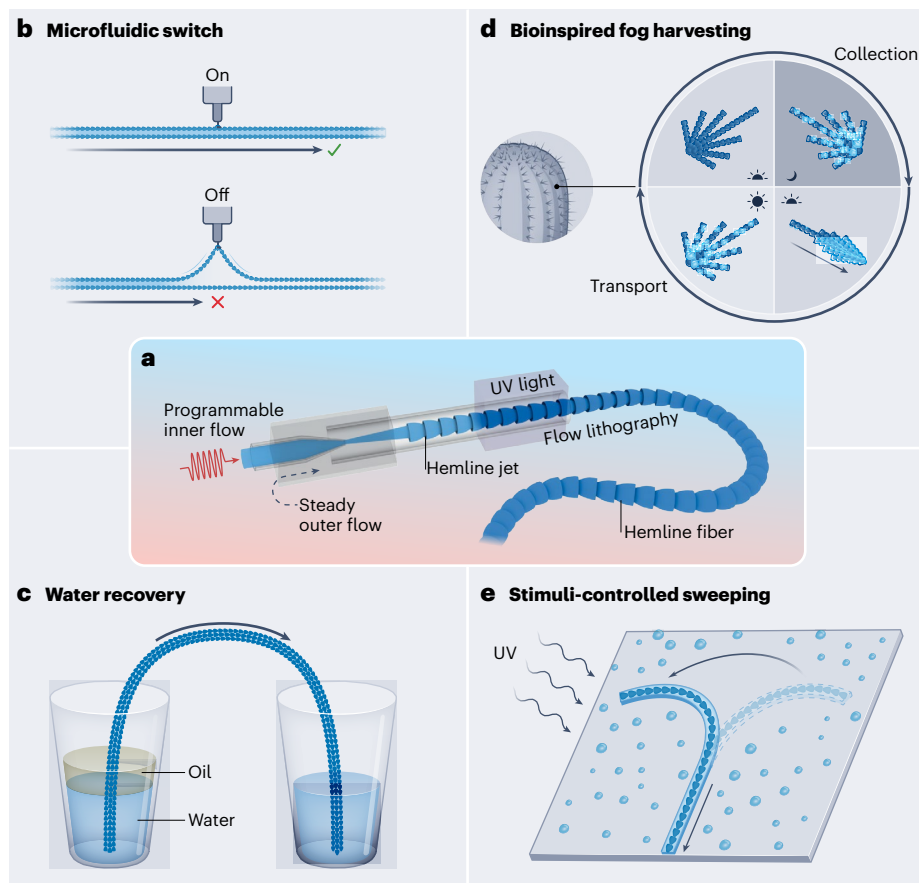 b Microfluidic switch
On
Off
d Bioinspired fog harvesting
Collection
Transport
a
Programmable
inner flow
UV light
Flow lithography
Hemline jet
Steady
outer flow
Hemline fiber
c Water recovery
Oil
Water
e Stimuli-controlled sweeping
UV